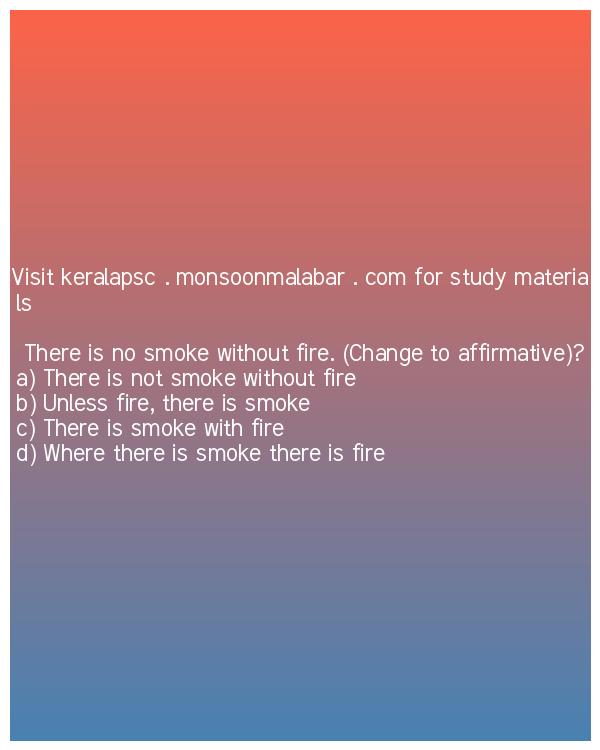 Visit keralapsc . monsoonmalabar . com for study materia
ls
There is no smoke without fire. (Change to affirmative)?
a) There is not smoke without fire
b) Unless fire, there is smoke
c) There is smoke with fire
d) Where there is smoke there is fire